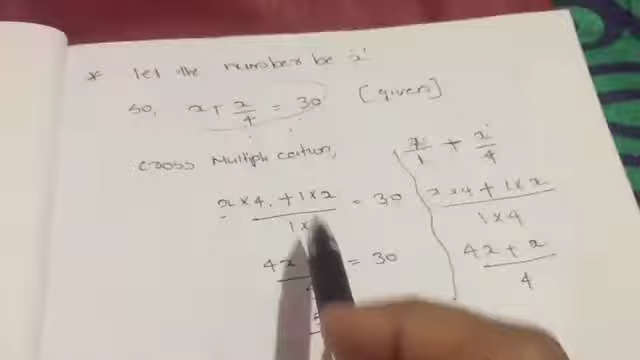 * let the number be 'x'
so, x + x/4 = 30 [given]
cross Multiplication,
x × 4 + 1 × x / 1 × = 30
4x = 30
x/1 + x/4
x × 4 + 1 × x / 1 × 4
4x + x / 4